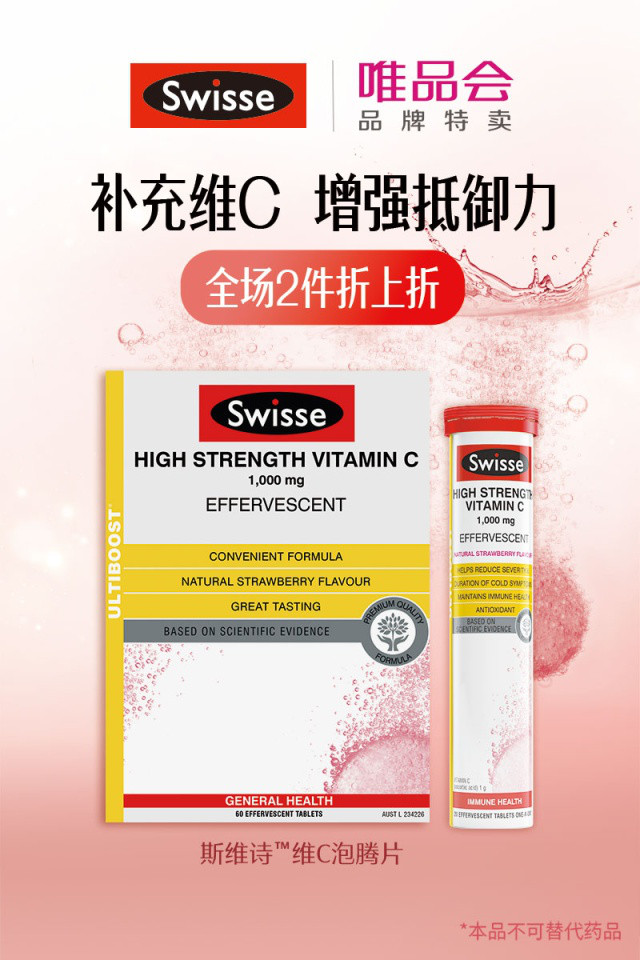 Swisse
唯品会
品牌特卖
补充维C 增强抵御力
全场2件折上折
Swisse
HIGH STRENGTH VITAMIN C
1,000 mg
EFFERVESCENT
ULTIBOOST®
CONVENIENT FORMULA
NATURAL STRAWBERRY FLAVOUR
GREAT TASTING
BASED ON SCIENTIFIC EVIDENCE
PREMIUM QUALITY
FORMULA
GENERAL HEALTH
60 EFFERVESCENT TABLETS
AUST L 234226
Swisse
HIGH STRENGTH
VITAMIN C
1,000 mg
EFFERVESCENT
NATURAL STRAWBERRY FLAVOUR
HELPS REDUCE SEVERITY
DURATION OF COLD SYMPTOMS
MAINTAINS IMMUNE HEALTH
ANTIOXIDANT
BASED ON
SCIENTIFIC EVIDENCE
VITAMIN C
IMMUNE HEALTH
20 EFFERVESCENT TABLETS
斯维诗™维C泡腾片
*本品不可替代药品